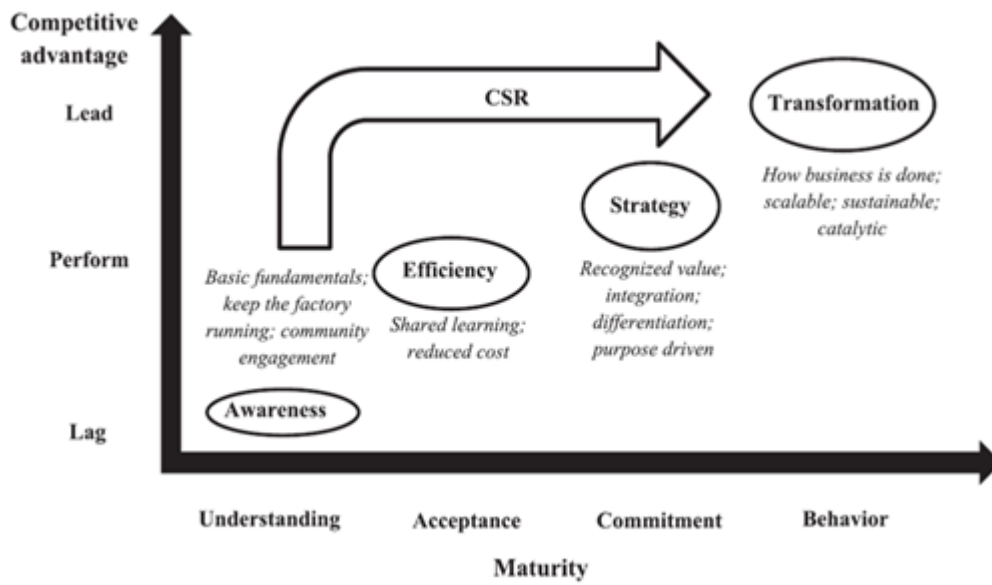 Competitive
advantage
Lead
CSR
Transformation
How business is done;
scalable; sustainable;
catalytic
Strategy
Perform
Efficiency
Basic fundamentals;
keep the factory
running; community
engagement
Shared learning;
reduced cost
Recognized value;
integration;
differentiation;
purpose driven
Awareness
Lag
Understanding
Acceptance
Commitment
Behavior
Maturity